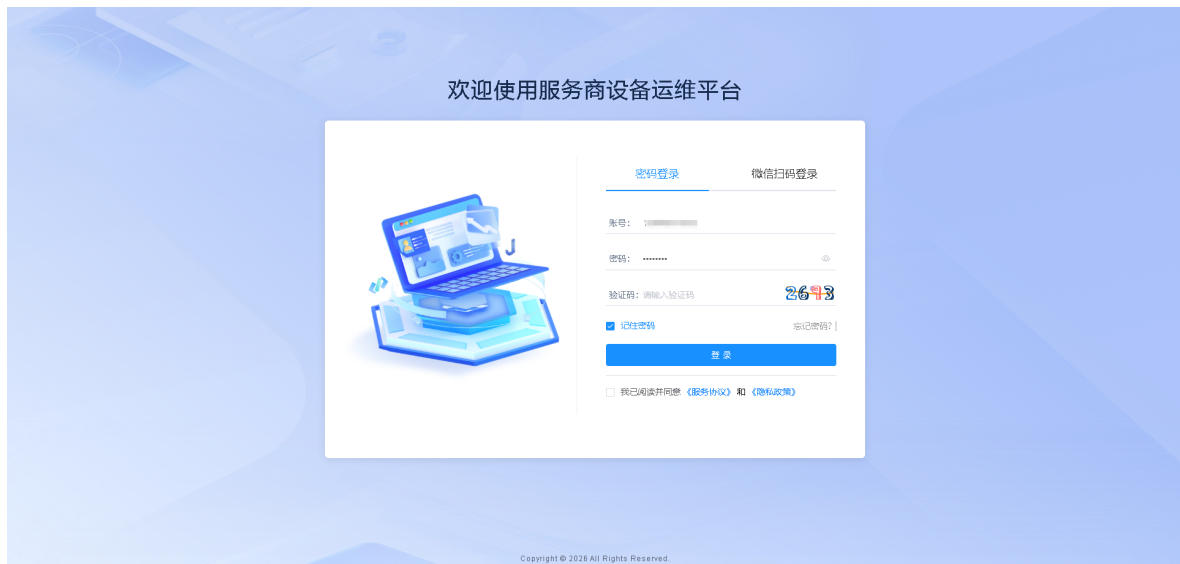 欢迎使用服务商设备运维平台
密码登录 微信扫码登录
账号：
密码： ••••••••
验证码： 请输入验证码 2643
记住密码 忘记密码?
登 录
我已阅读并同意 《服务协议》 和 《隐私政策》
Copyright © 2026 All Rights Reserved.